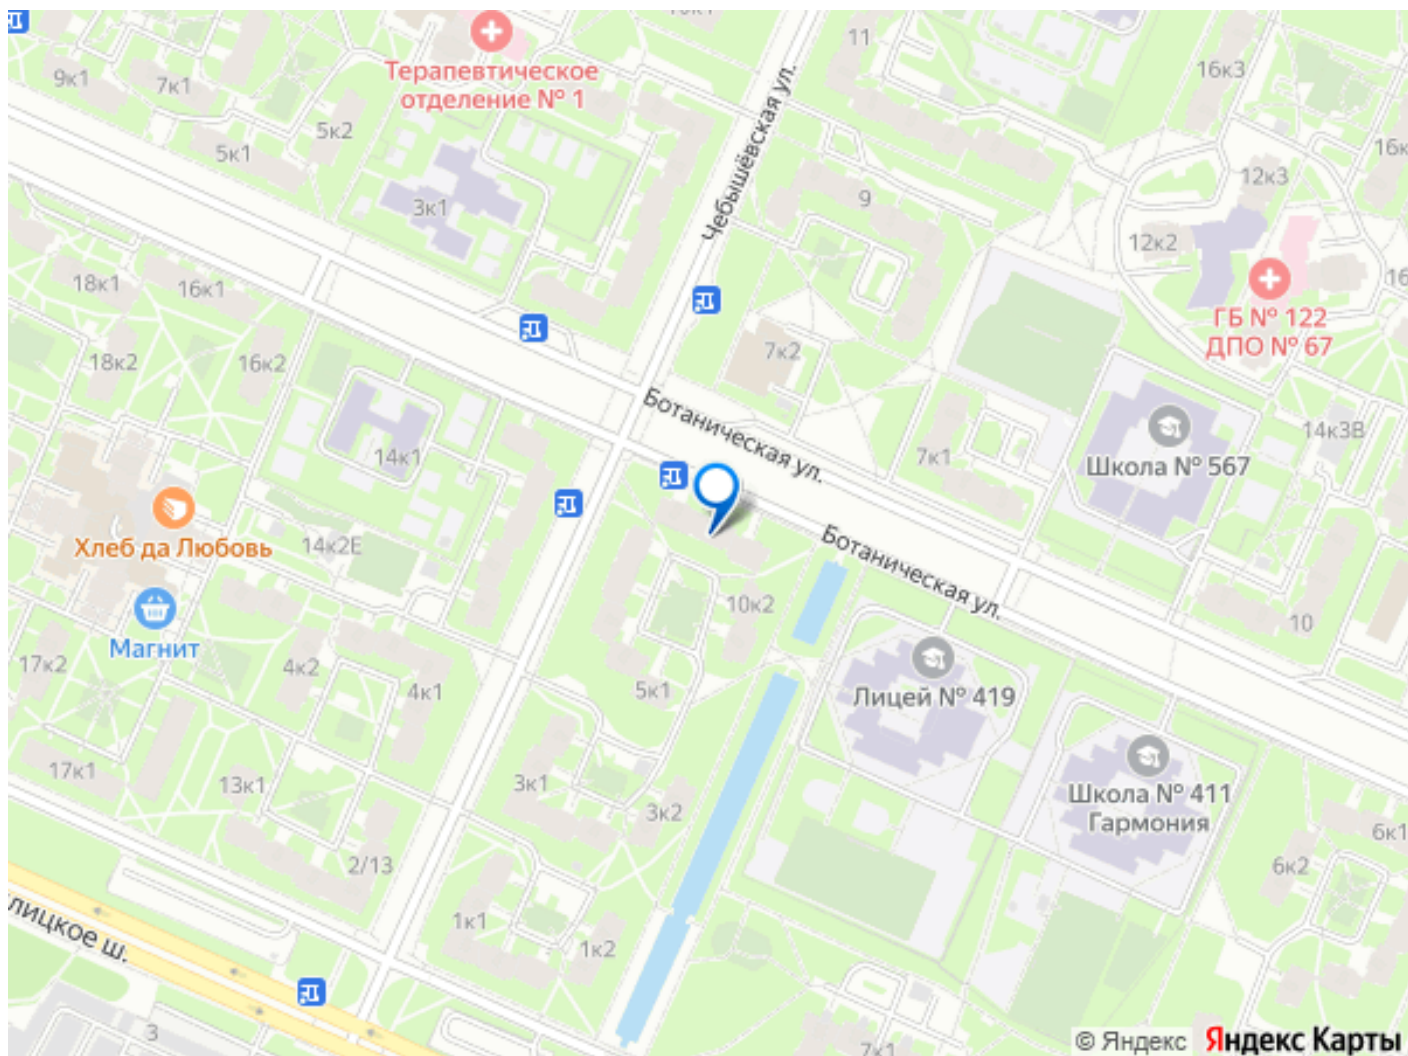 11
Терапевтическое
отделение № 1
16к3
9к1
7к1
5к2
5к1
3к1
Чебышёвская ул.
9
12к3
12к2
ГБ № 122
ДПО № 67
18к1
16к1
18к2
16к2
7к2
14к1
Ботаническая ул.
7к1
14к3В
Школа № 567
Хлеб да Любовь
14к2Е
Ботаническая ул.
Магнит
10к2
10
17к2
4к2
4к1
5к1
Лицей № 419
17к1
13к1
3к1
3к2
Школа № 411
Гармония
2/13
6к2
6к1
1к1
1к2
лицкое ш.
3
7к1
© Яндекс Яндекс Карты